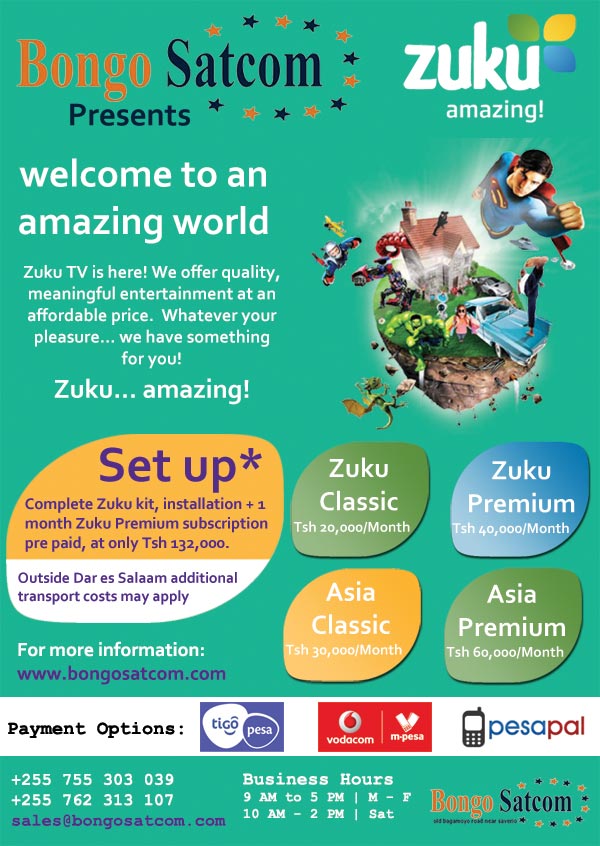 Bongo Satcom
Presents
zuku
amazing!
welcome to an
amazing world
Zuku TV is here! We offer quality,
meaningful entertainment at an
affordable price. Whatever your
pleasure... we have something
for you!
Zuku... amazing!
Set up*
Complete Zuku kit, installation + 1
month Zuku Premium subscription
pre paid, at only Tsh 132,000.
Outside Dar es Salaam additional
transport costs may apply
Zuku
Classic
Tsh 20,000/Month
Zuku
Premium
Tsh 40,000/Month
Asia
Classic
Tsh 30,000/Month
Asia
Premium
Tsh 60,000/Month
For more information:
www.bongosatcom.com
Payment Options:
tigo pesa
vodacom m-pesa
pesapal
+255 755 303 039
+255 762 313 107
sales@bongosatcom.com
Business Hours
9 AM to 5 PM | M - F
10 AM - 2 PM | Sat
Bongo Satcom
old bagamoyo road near saverio